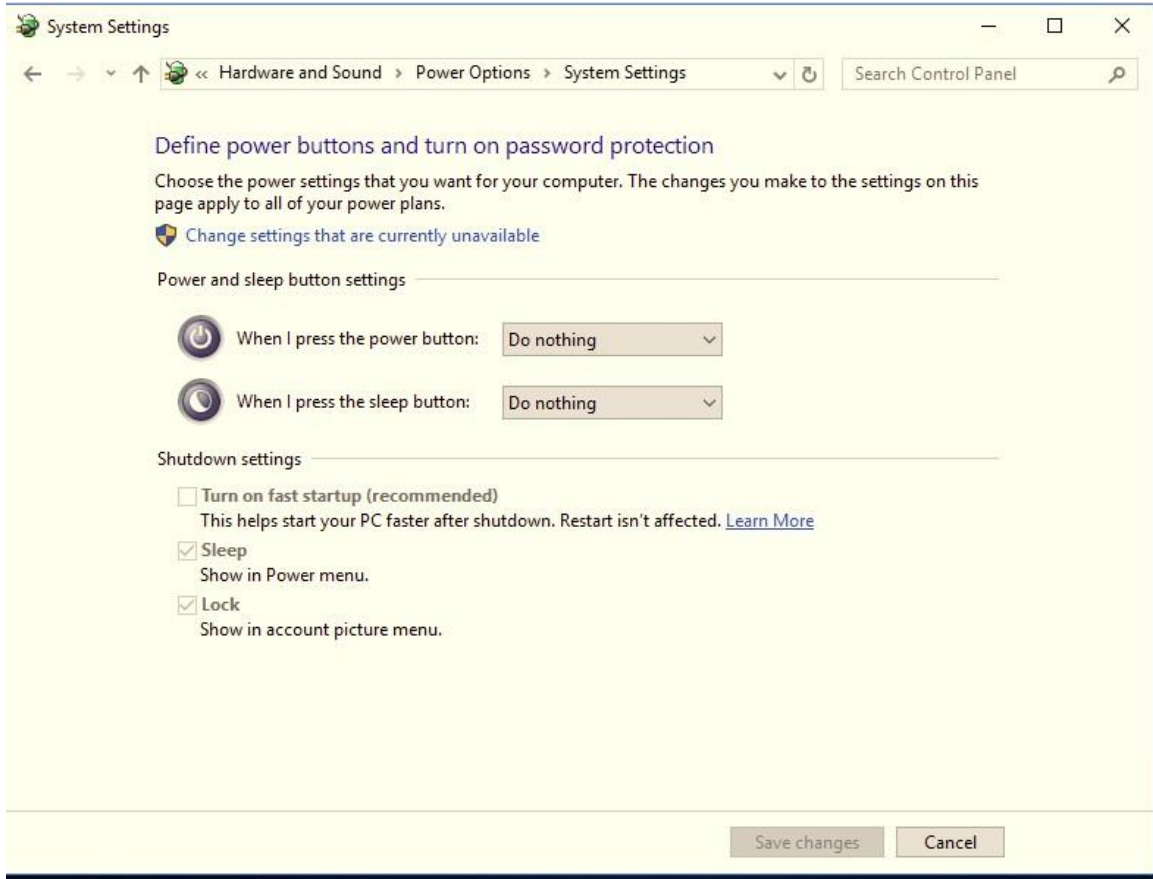 System Settings
« Hardware and Sound > Power Options > System Settings
Search Control Panel
Define power buttons and turn on password protection
Choose the power settings that you want for your computer. The changes you make to the settings on this
page apply to all of your power plans.
Change settings that are currently unavailable
Power and sleep button settings
When I press the power button: Do nothing
When I press the sleep button: Do nothing
Shutdown settings
Turn on fast startup (recommended)
This helps start your PC faster after shutdown. Restart isn't affected. Learn More
Sleep
Show in Power menu.
Lock
Show in account picture menu.
Save changes Cancel